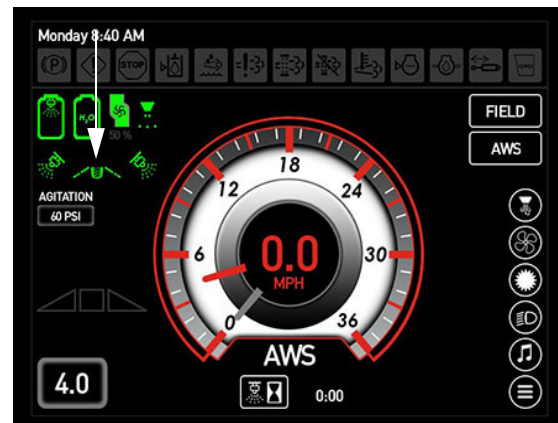 Monday 8:40 AM
(P)
STOP
H₂O
50 %
FIELD
AWS
AGITATION
60 PSI
0
6
12
18
24
30
36
0.0
MPH
AWS
4.0
0:00